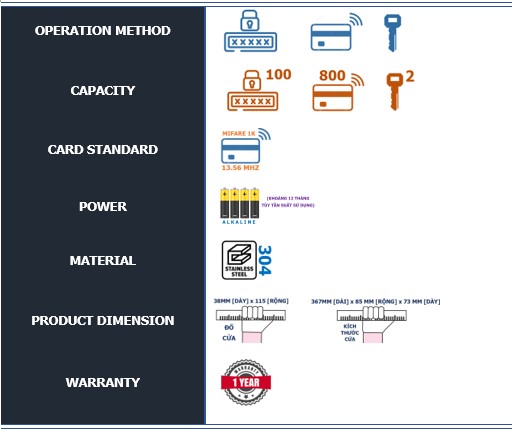 OPERATION METHOD
XXXXX
CAPACITY
100
XXXXX
800
2
CARD STANDARD
MIFARE 1K
13.56 MHZ
POWER
(KHOẢNG 12 THÁNG
TÙY TẦN SUẤT SỬ DỤNG)
ALKALINE
MATERIAL
STAINLESS
STEEL
304
PRODUCT DIMENSION
38MM [DÀY] x 115 [RỘNG]
ĐỐ
CỬA
367MM [DÀI] x 85 MM [RỘNG] x 73 MM [DÀY]
KÍCH
THƯỚC
CỬA
WARRANTY
WARRANTY
1 YEAR